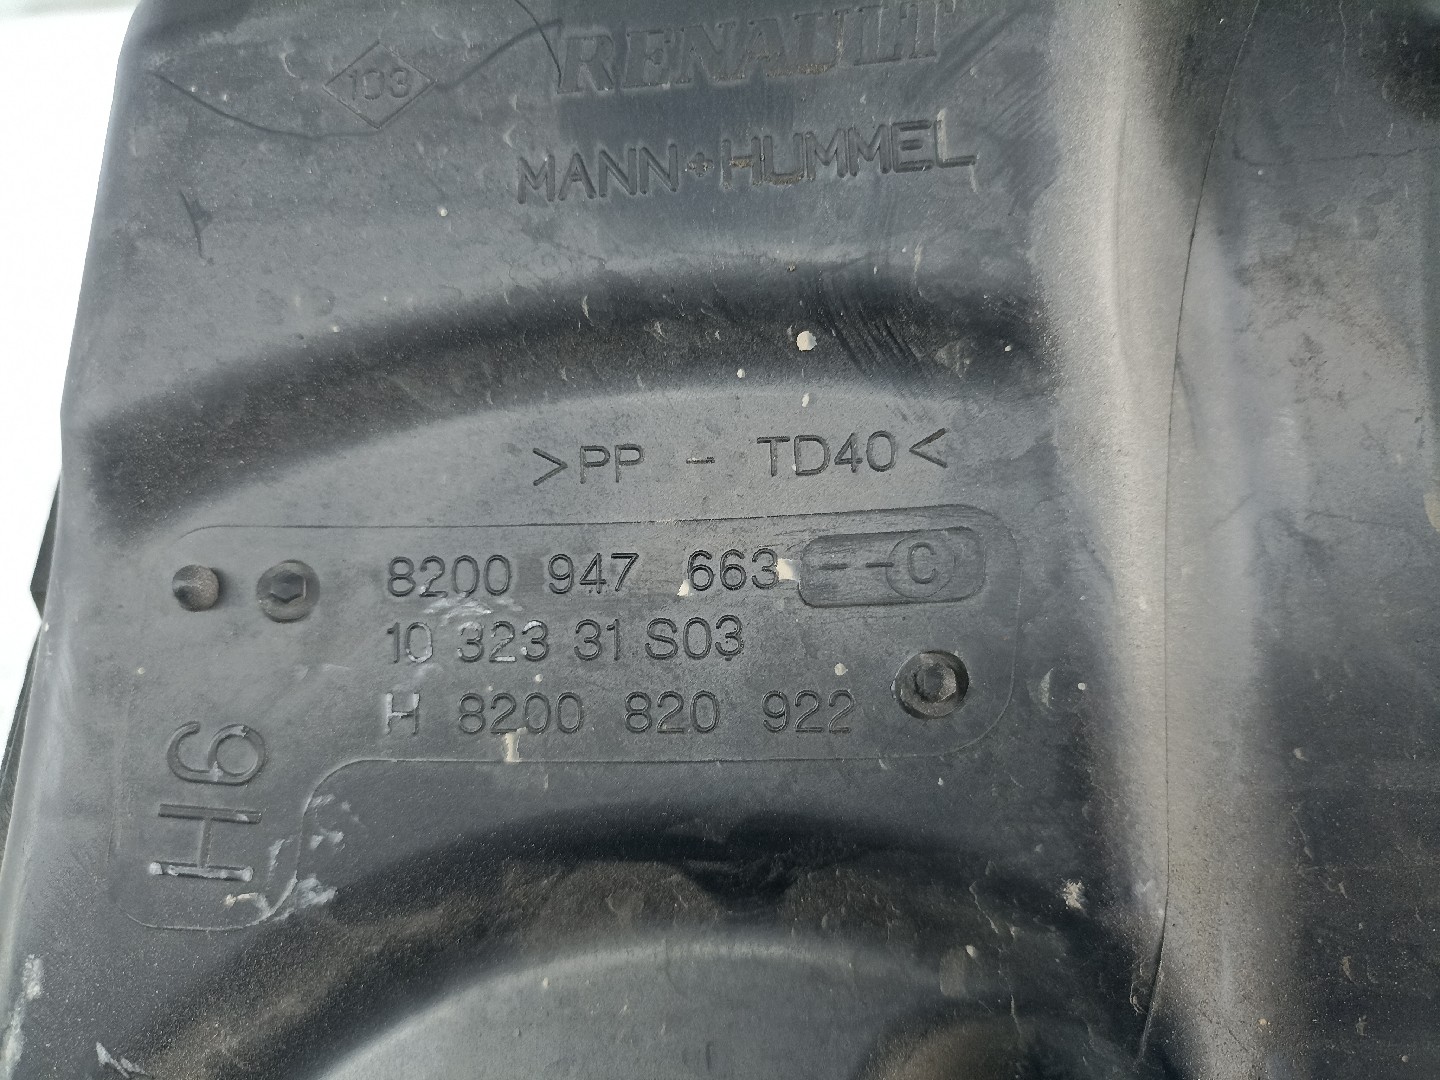 RENAULT
103
MANN+HUMMEL
>PP - TD40<
8200 947 663 --C
10 323 31 S03
H 8200 820 922
H6